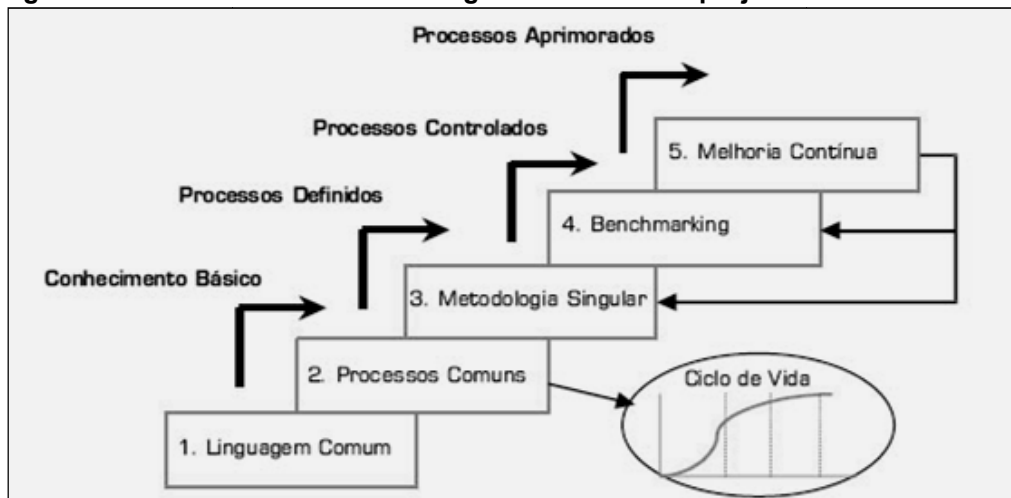 Processos Aprimorados
Processos Controlados
5. Melhoria Contínua
Processos Definidos
4. Benchmarking
Conhecimento Básico
3. Metodologia Singular
2. Processos Comuns
Ciclo de Vida
1. Linguagem Comum